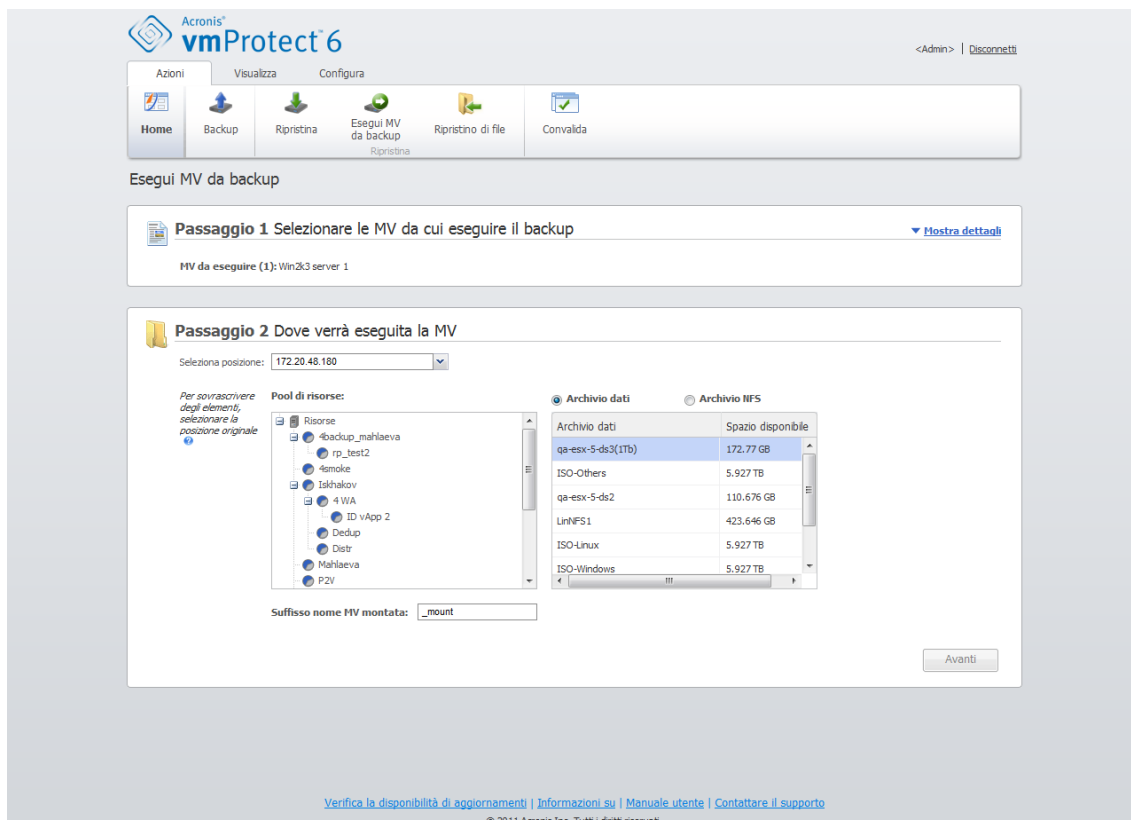 Acronis®
vmProtect™6
<Admin> | Disconnetti
Azioni Visualizza Configura
Home Backup Ripristina Esegui MV da backup Ripristino di file Convalida
Ripristina
Esegui MV da backup
Passaggio 1 Selezionare le MV da cui eseguire il backup
Mostra dettagli
MV da eseguire (1): Win2k3 server 1
Passaggio 2 Dove verrà eseguita la MV
Seleziona posizione: 172.20.48.180
Per sovrascrivere
degli elementi,
selezionare la
posizione originale
Pool di risorse:
Risorse
4backup_mahlaeva
rp_test2
4smoke
Iskhakov
4 WA
ID vApp 2
Dedup
Distr
Mahlaeva
P2V
Archivio dati Archivio NFS
Archivio dati Spazio disponibile
qa-esx-5-ds3(1Tb) 172.77 GB
ISO-Others 5.927 TB
qa-esx-5-ds2 110.676 GB
LinNFS1 423.646 GB
ISO-Linux 5.927 TB
ISO-Windows 5.927 TB
Suffisso nome MV montata: _mount
Avanti
Verifica la disponibilità di aggiornamenti | Informazioni su | Manuale utente | Contattare il supporto
© 2011 Acronis Inc. Tutti i diritti riservati